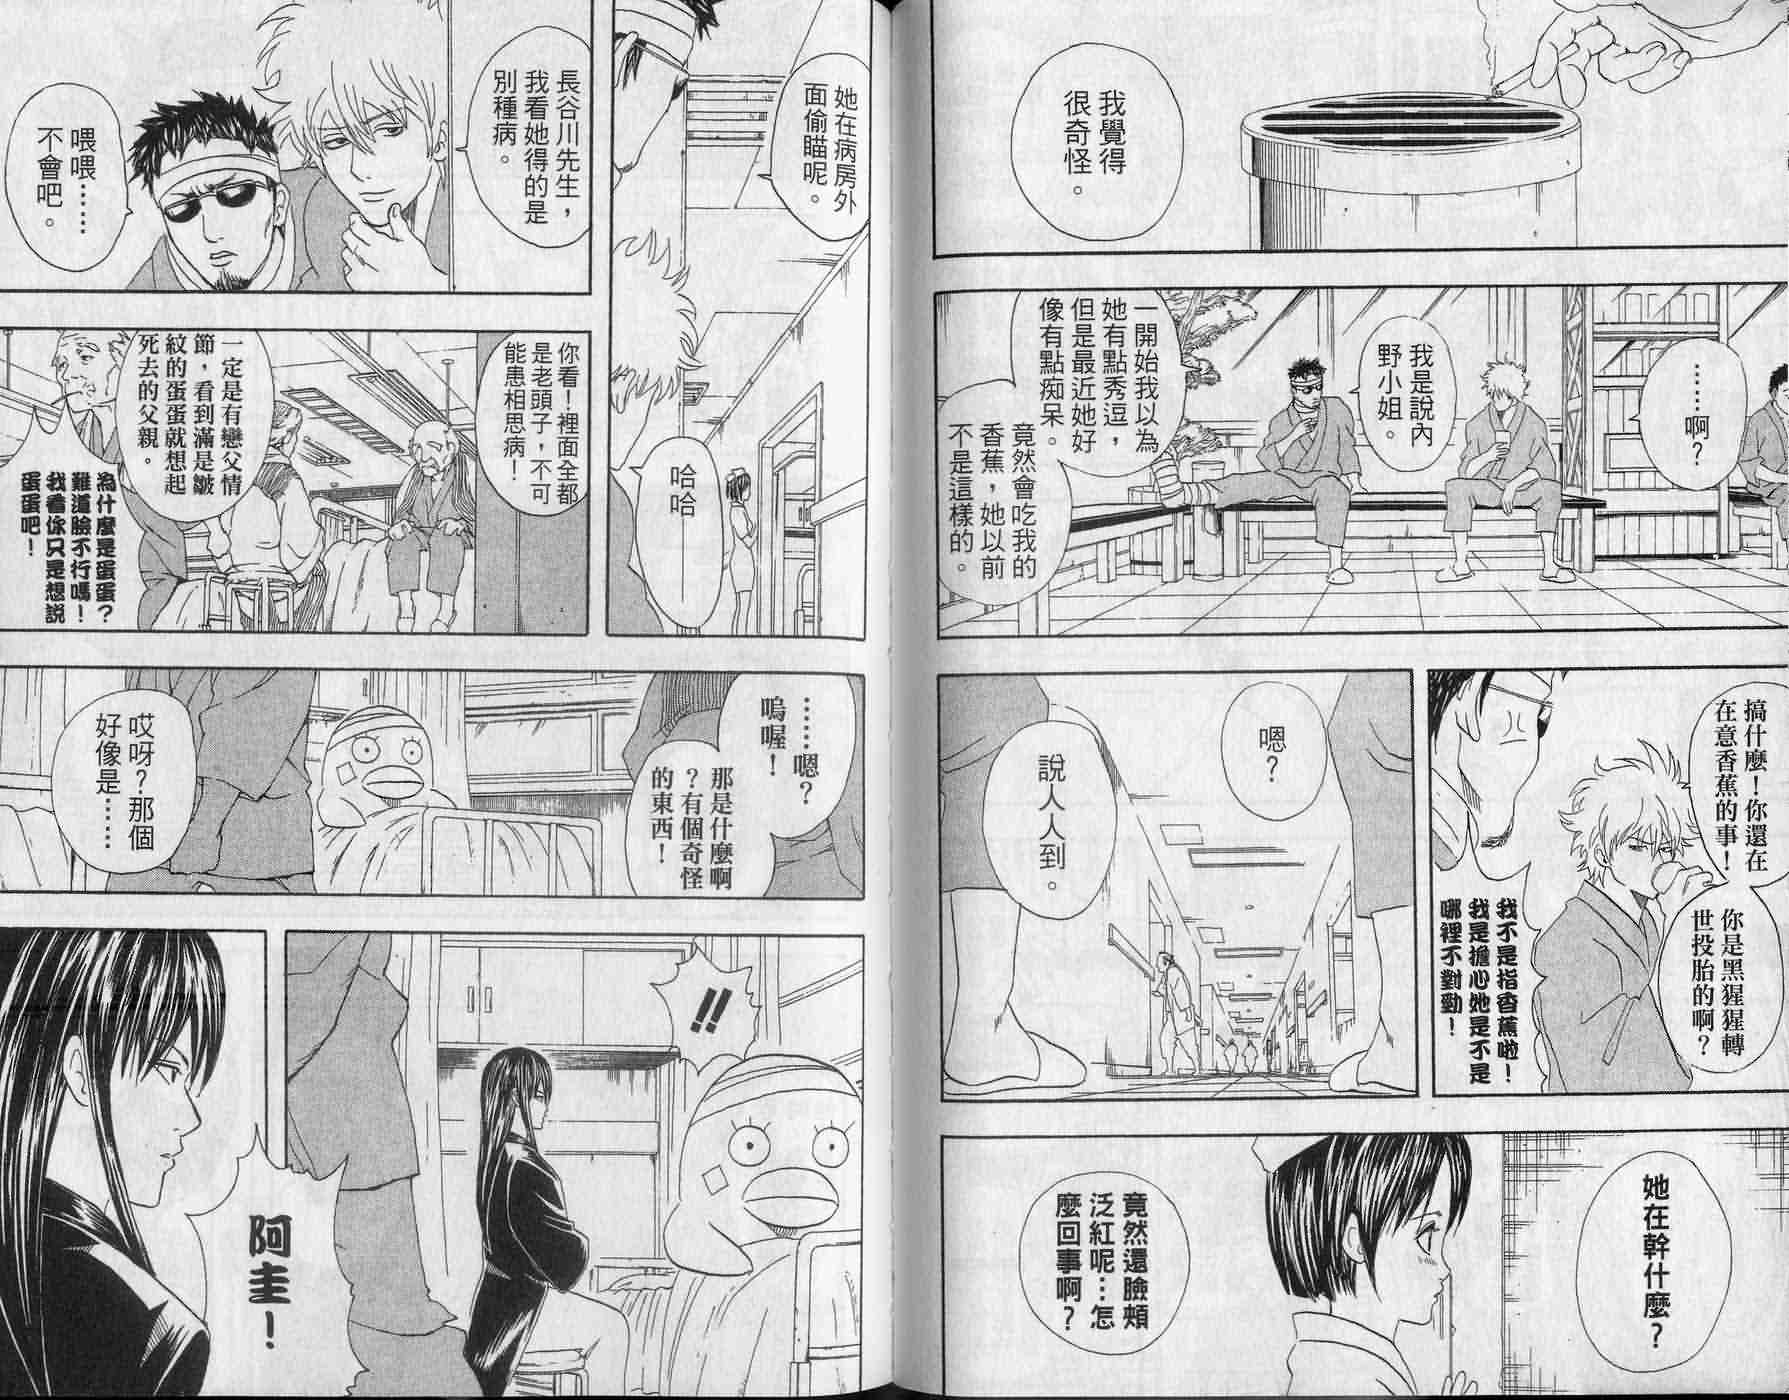 我覺得
很奇怪。
……啊？
我是說內
野小姐。
一開始我以為
她有點秀逗，
但是最近她好
像有點痴呆。
竟然會吃我的
香蕉，她以前
不是這樣的。
搞什麼！你還在
在意香蕉的事！
你是黑猩猩轉
世投胎的啊？
我不是指香蕉啦！
我是擔心她是不是
哪裡不對勁！
嗯？
說人人到。
她在幹什麼？
竟然還臉頰
泛紅呢…怎
麼回事啊？
她在病房外
面偷瞄呢。
哈哈
——
長谷川先生，
我看她得的是
別種病。
喂喂……
不會吧。
你看！裡面全都
是老頭子，不可
能患相思病！
一定是有戀父情
節，看到滿是皺
紋的蛋蛋就想起
死去的父親。
為什麼是蛋蛋？
難道臉不行嗎！
我看你只是想說
蛋蛋吧！
……嗯？
嗚喔！
那是什麼啊
？有個奇怪
的東西！
哎呀？那個
好像是……
!!
阿圭！